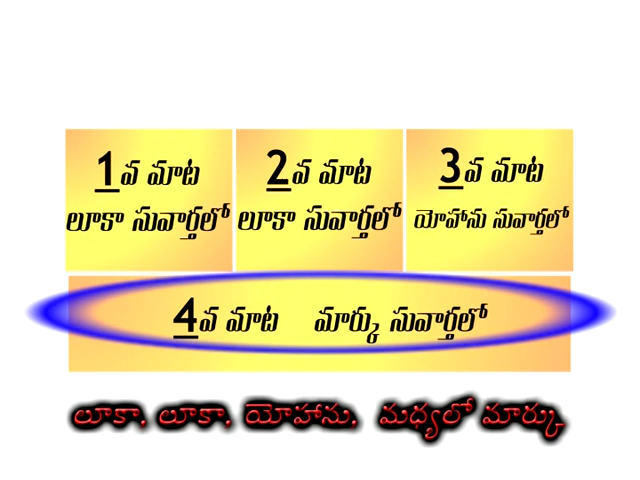 1వ మాట
లూకా సువార్తలో
2వ మాట
లూకా సువార్తలో
3వ మాట
యోహాను సువార్తలో
4వ మాట మార్కు సువార్తలో
లూకా. లూకా. యోహాను. మధ్యలో మార్కు